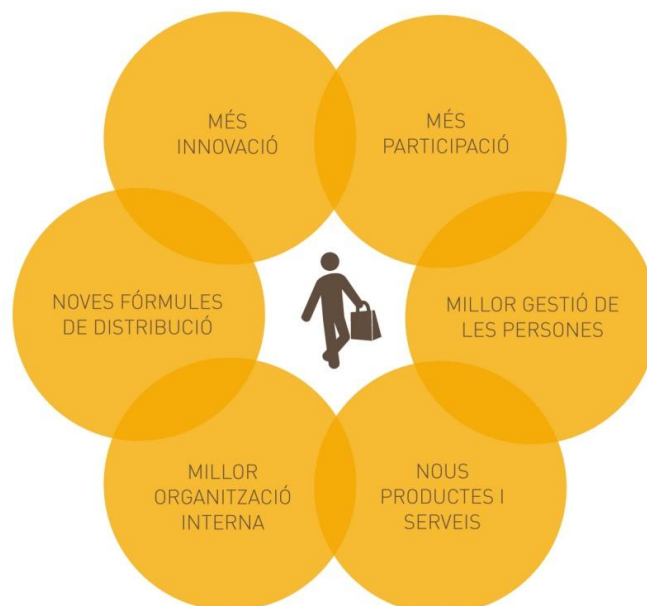 MÉS
INNOVACIÓ
MÉS
PARTICIPACIÓ
NOVES FÓRMULES
DE DISTRIBUCIÓ
MILLOR GESTIÓ DE
LES PERSONES
MILLOR
ORGANITZACIÓ
INTERNA
NOUS
PRODUCTES I
SERVEIS